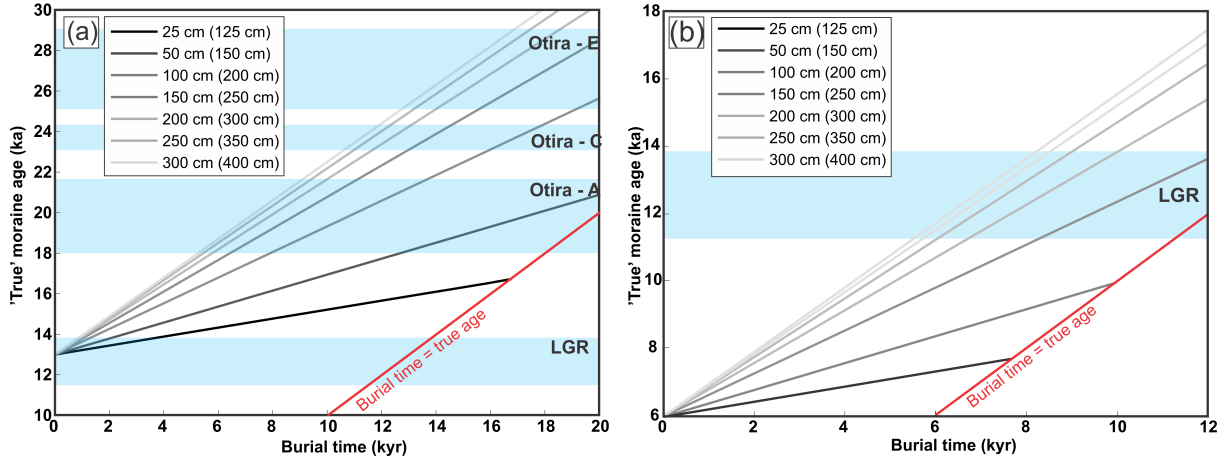 (a)
25 cm (125 cm)
50 cm (150 cm)
100 cm (200 cm)
150 cm (250 cm)
200 cm (300 cm)
250 cm (350 cm)
300 cm (400 cm)
Otira - E
Otira - C
Otira - A
LGR
Burial time = true age
'True' moraine age (ka)
30
28
26
24
22
20
18
16
14
12
10
0
2
4
6
8
10
12
14
16
18
20
Burial time (kyr)
(b)
25 cm (125 cm)
50 cm (150 cm)
100 cm (200 cm)
150 cm (250 cm)
200 cm (300 cm)
250 cm (350 cm)
300 cm (400 cm)
LGR
Burial time = true age
'True' moraine age (ka)
18
16
14
12
10
8
6
0
2
4
6
8
10
12
Burial time (kyr)